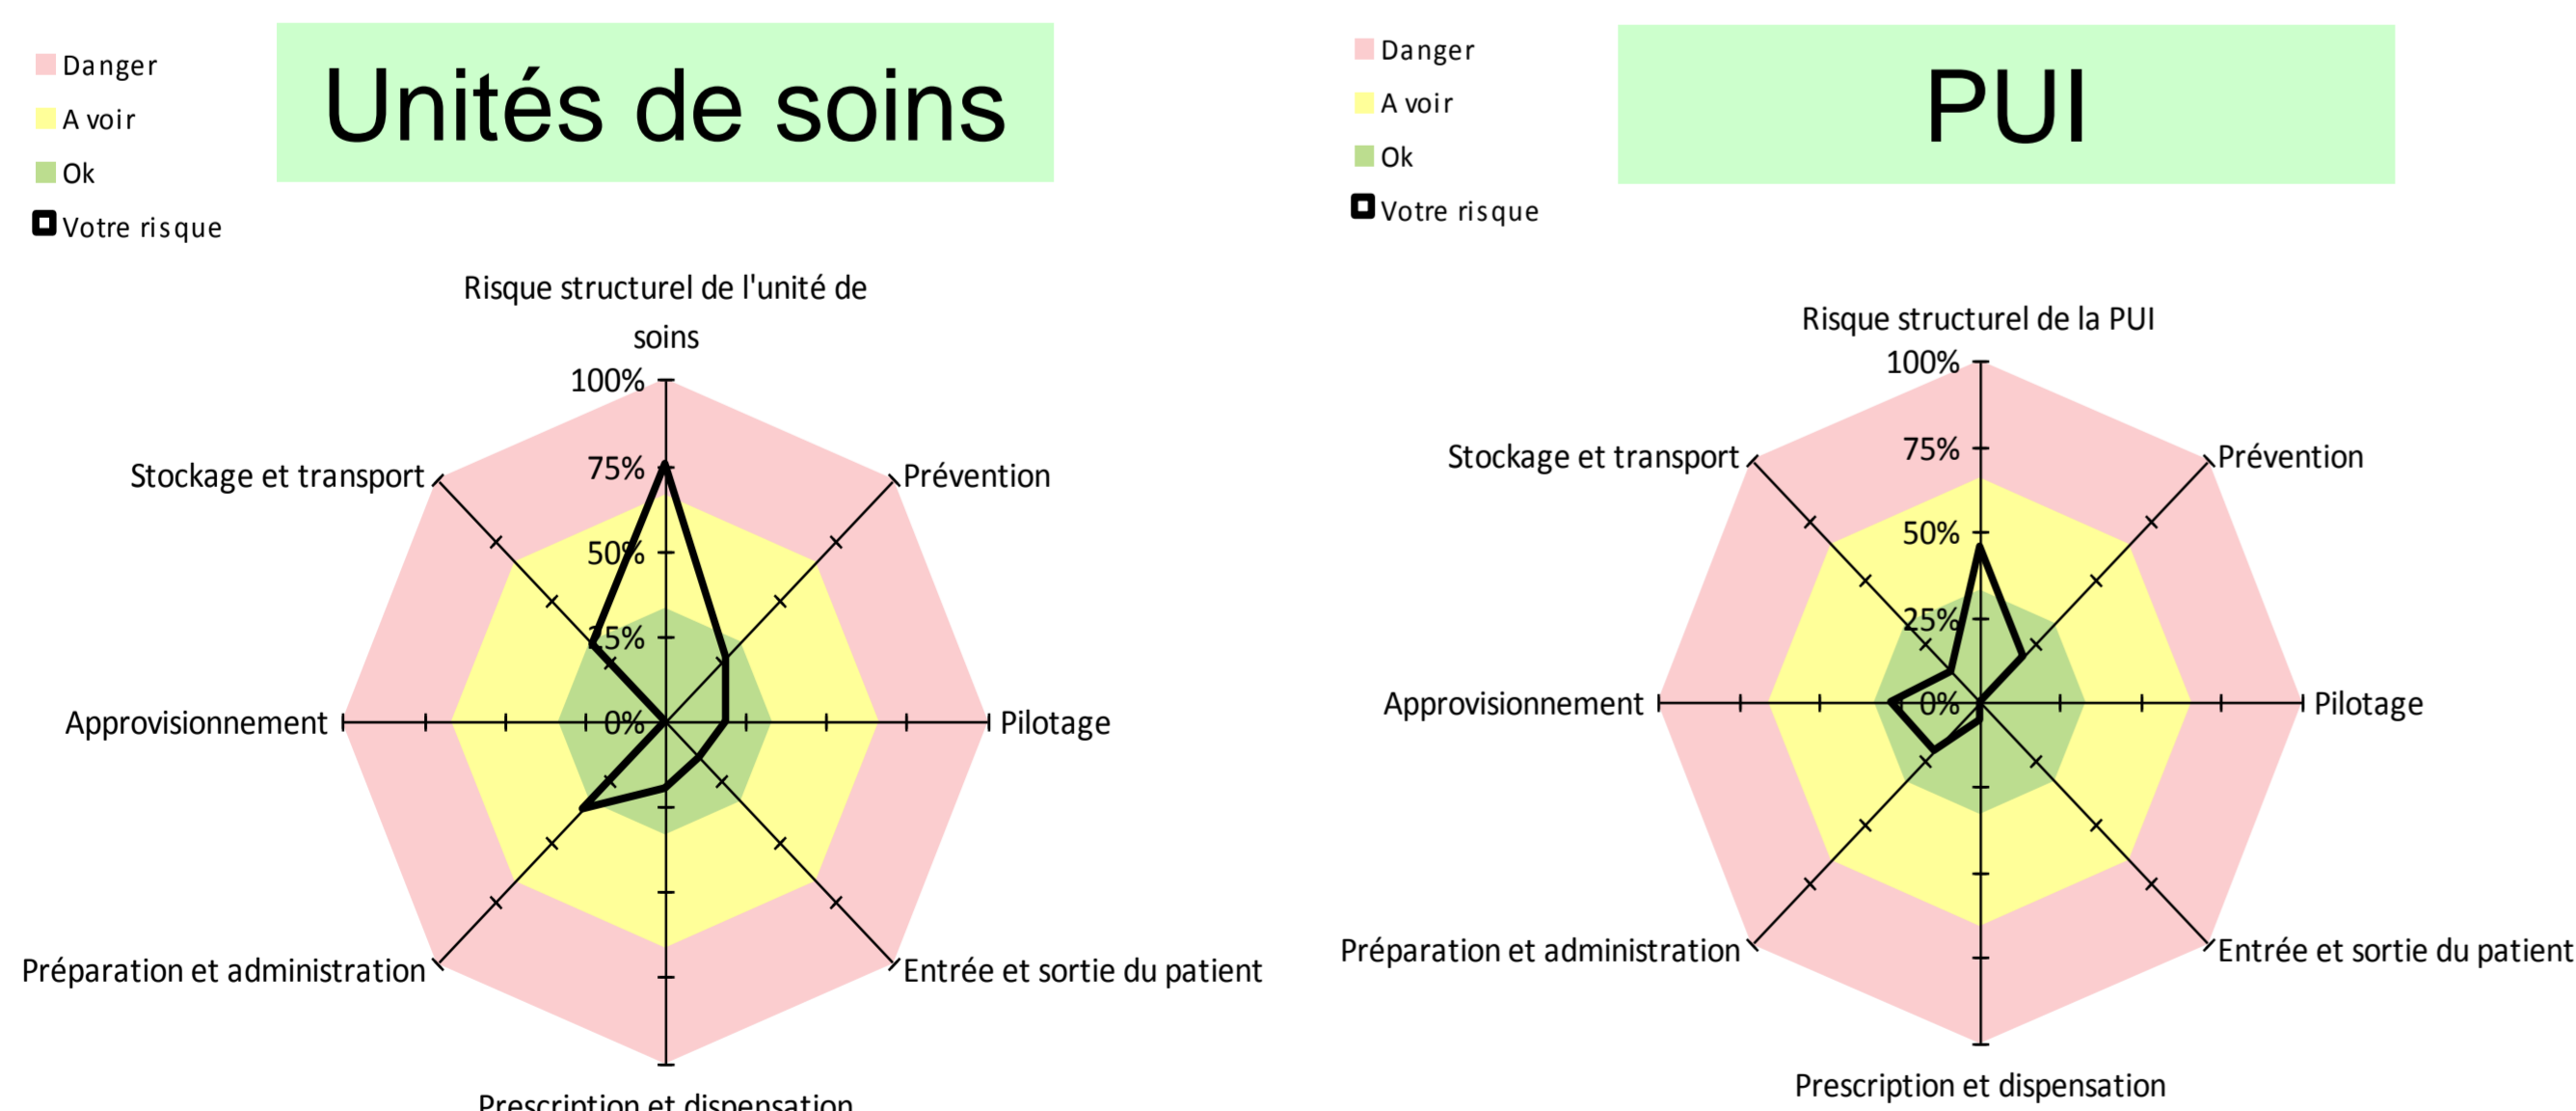 Danger
A voir
Ok
Votre risque
Unités de soins
Risque structurel de l'unité de
soins
100%
75%
50%
25%
0%
Stockage et transport
Prévention
Approvisionnement
Pilotage
Préparation et administration
Entrée et sortie du patient
Prescription et dispensation
Danger
A voir
Ok
Votre risque
PUI
Risque structurel de la PUI
100%
75%
50%
25%
0%
Stockage et transport
Prévention
Approvisionnement
Pilotage
Préparation et administration
Entrée et sortie du patient
Prescription et dispensation